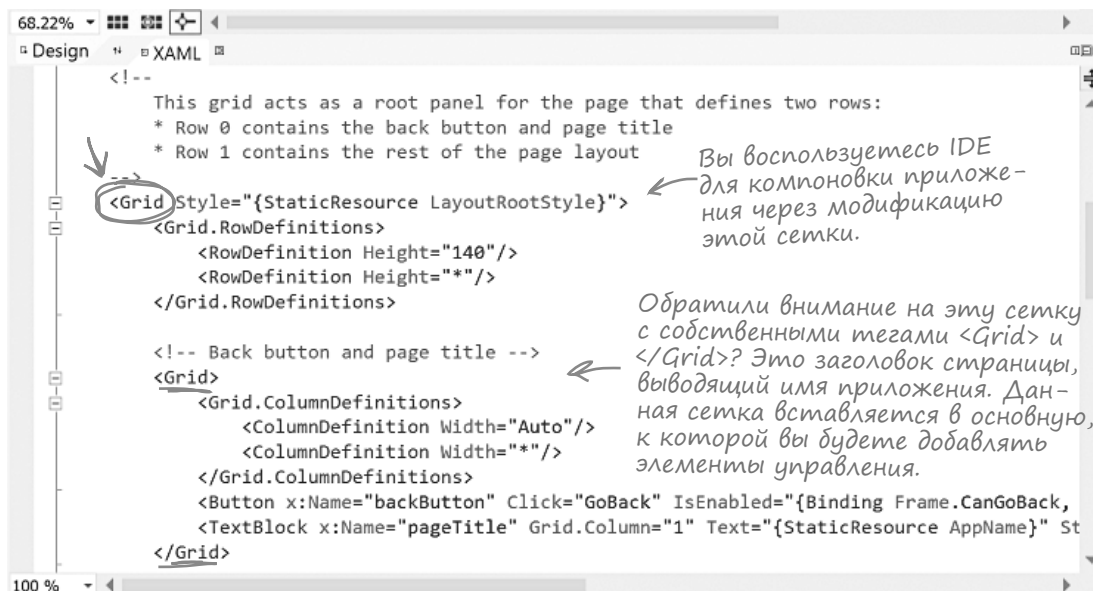 68.22%
Design XAML
<!--
This grid acts as a root panel for the page that defines two rows:
* Row 0 contains the back button and page title
* Row 1 contains the rest of the page layout
-->
<Grid Style="{StaticResource LayoutRootStyle}">
<Grid.RowDefinitions>
<RowDefinition Height="140"/>
<RowDefinition Height="*"/>
</Grid.RowDefinitions>
Вы воспользуетесь IDE
для компоновки приложе-
ния через модификацию
этой сетки.
<!-- Back button and page title -->
<Grid>
<Grid.ColumnDefinitions>
<ColumnDefinition Width="Auto"/>
<ColumnDefinition Width="*"/>
</Grid.ColumnDefinitions>
<Button x:Name="backButton" Click="GoBack" IsEnabled="{Binding Frame.CanGoBack,
<TextBlock x:Name="pageTitle" Grid.Column="1" Text="{StaticResource AppName}" St
</Grid>
Обратили внимание на эту сетку
с собственными тегами <Grid> и
</Grid>? Это заголовок страницы,
выводящий имя приложения. Дан-
ная сетка вставляется в основную,
к которой вы будете добавлять
элементы управления.
100 %